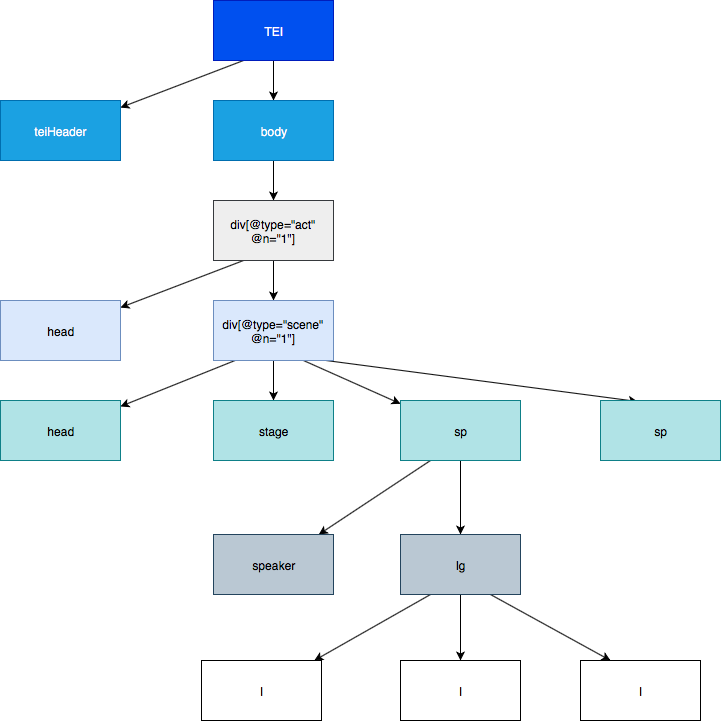 TEI
teiHeader
body
div[@type="act"
@n="1"]
head
div[@type="scene"
@n="1"]
head
stage
sp
sp
speaker
lg
l
l
l